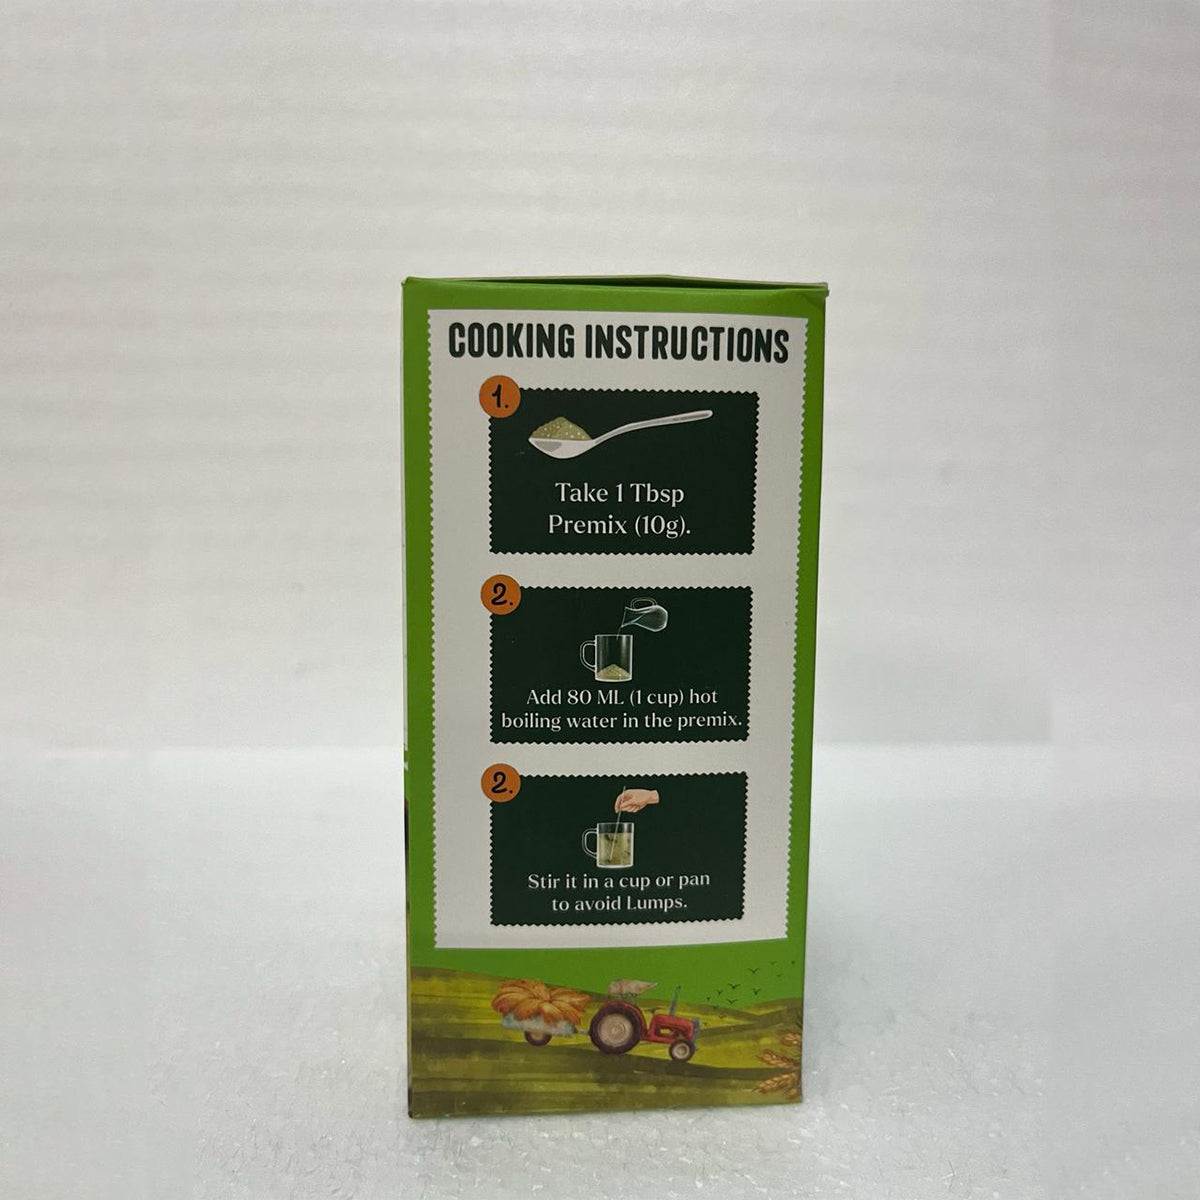 COOKING INSTRUCTIONS
1.
Take 1 Tbsp
Premix (10g).
2.
Add 80 ML (1 cup) hot
boiling water in the premix.
2.
Stir it in a cup or pan
to avoid Lumps.